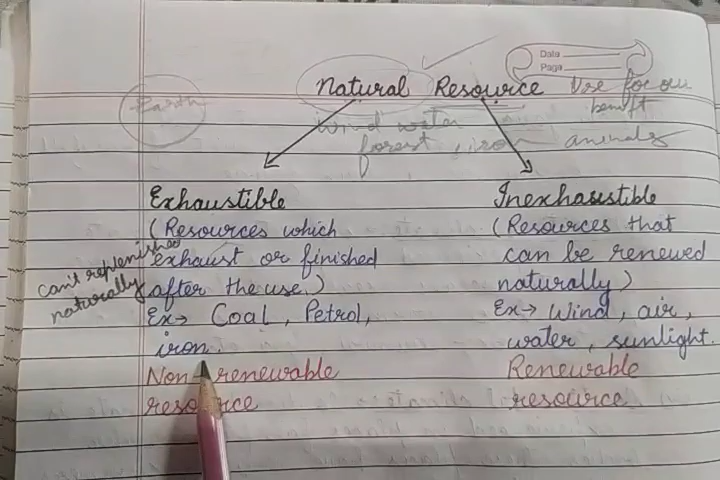 Date
Page
Natural Resource
Use for our
benift
Earth
wind water
forest, iron animals
Exhaustible
(Resources which
exhaust or finished
after the use.)
Ex→ Coal, Petrol,
iron.
Non-renewable
resource
can't replenished
naturally
Inexhaustible
(Resources that
can be renewed
naturally)
Ex→ Wind, air,
water, sunlight.
Renewable
resource